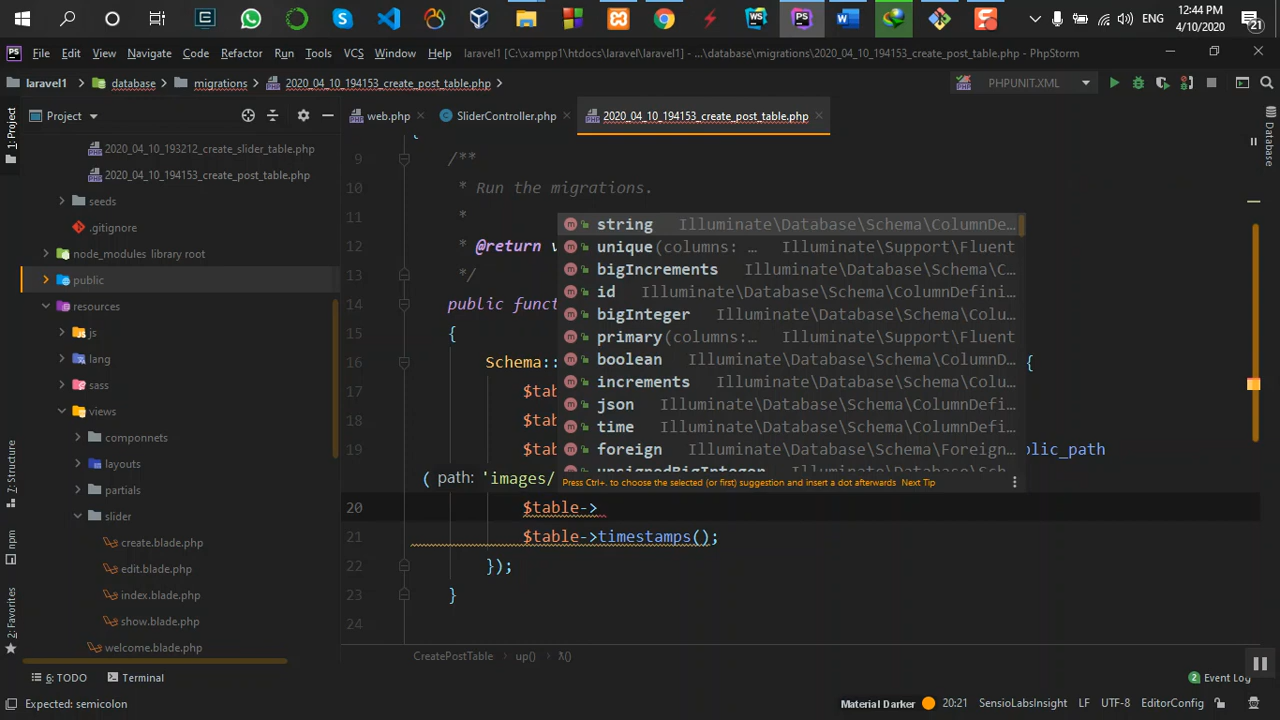 12:44 PM
ENG
4/10/2020
21
PS File Edit View Navigate Code Refactor Run Tools VCS Window Help laravel1 [C:\xampp1\htdocs\laravel\laravel1] - ...\database\migrations\2020_04_10_194153_create_post_table.php - PhpStorm
laravel1 database migrations 2020_04_10_194153_create_post_table.php PHPUNIT.XML
1: Project
Project
web.php SliderController.php 2020_04_10_194153_create_post_table.php
Database
2020_04_10_193212_create_slider_table.php
2020_04_10_194153_create_post_table.php
seeds
.gitignore
node_modules library root
public
resources
js
lang
sass
views
componnets
layouts
partials
slider
create.blade.php
edit.blade.php
index.blade.php
show.blade.php
welcome.blade.php
Z: Structure
npm
2: Favorites
9 /**
10 * Run the migrations.
11 *
12 * @return v
13 */
14 public funct
15 {
16 Schema:: {
17 $tab
18 $tab
19 $tab blic_path
( path: 'images/
20 $table->
21 $table->timestamps();
22 });
23 }
24
string Illuminate\Database\Schema\ColumnDe…
unique(columns: … Illuminate\Support\Fluent
bigIncrements Illuminate\Database\Schema\C…
id Illuminate\Database\Schema\ColumnDefini…
bigInteger Illuminate\Database\Schema\Colu…
primary(columns:… Illuminate\Support\Fluent
boolean Illuminate\Database\Schema\ColumnD…
increments Illuminate\Database\Schema\Colu…
json Illuminate\Database\Schema\ColumnDefi…
time Illuminate\Database\Schema\ColumnDefi…
foreign Illuminate\Database\Schema\Foreign…
unsignedBigInteger Illuminate\Database\Sch…
Press Ctrl+. to choose the selected (or first) suggestion and insert a dot afterwards Next Tip
CreatePostTable up() λ()
6: TODO Terminal 2 Event Log
Expected: semicolon Material Darker 20:21 SensioLabsInsight LF UTF-8 EditorConfig